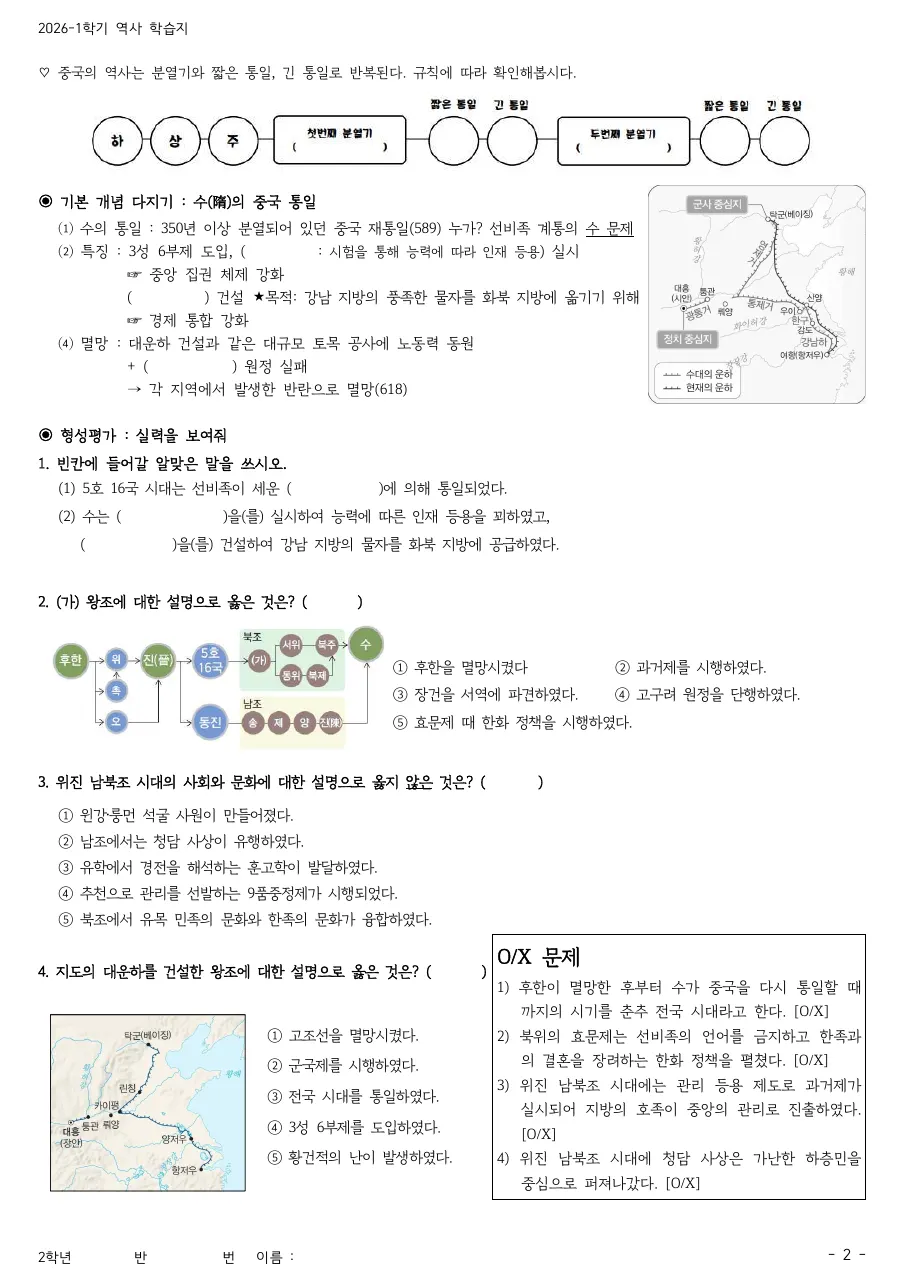 2026-1학기 역사 학습지
♡ 중국의 역사는 분열기와 짧은 통일, 긴 통일로 반복된다. 규칙에 따라 확인해봅시다.
짧은 통일 긴 통일 짧은 통일 긴 통일
하 상 주 첫번째 분열기 ( ) 두번째 분열기 ( )
◉ 기본 개념 다지기 : 수(隋)의 중국 통일
⑴ 수의 통일 : 350년 이상 분열되어 있던 중국 재통일(589) 누가? 선비족 계통의 수 문제
⑵ 특징 : 3성 6부제 도입, ( : 시험을 통해 능력에 따라 인재 등용) 실시
☞ 중앙 집권 체제 강화
( ) 건설 ★목적: 강남 지방의 풍족한 물자를 화북 지방에 옮기기 위해
☞ 경제 통합 강화
⑷ 멸망 : 대운하 건설과 같은 대규모 토목 공사에 노동력 동원
+ ( ) 원정 실패
→ 각 지역에서 발생한 반란으로 멸망(618)
군사 중심지
탁군(베이징)
황허강
영제거
황해
대흥
(시안)
통관
산양
광통거
뤄양
통제거
우이
한구
화이허강
강도
정치 중심지
강남하
창장강
여항(항저우)
수대의 운하
현재의 운하
◉ 형성평가 : 실력을 보여줘
1. 빈칸에 들어갈 알맞은 말을 쓰시오.
(1) 5호 16국 시대는 선비족이 세운 ( )에 의해 통일되었다.
(2) 수는 ( )을(를) 실시하여 능력에 따른 인재 등용을 꾀하였고,
( )을(를) 건설하여 강남 지방의 물자를 화북 지방에 공급하였다.
2. (가) 왕조에 대한 설명으로 옳은 것은? ( )
북조
후한 위 진(晉) 5호 16국 (가) 서위 북주 수
촉 동위 북제
남조
오 동진 송 제 양 진(陳)
① 후한을 멸망시켰다 ② 과거제를 시행하였다.
③ 장건을 서역에 파견하였다. ④ 고구려 원정을 단행하였다.
⑤ 효문제 때 한화 정책을 시행하였다.
3. 위진 남북조 시대의 사회와 문화에 대한 설명으로 옳지 않은 것은? ( )
① 윈강·룽먼 석굴 사원이 만들어졌다.
② 남조에서는 청담 사상이 유행하였다.
③ 유학에서 경전을 해석하는 훈고학이 발달하였다.
④ 추천으로 관리를 선발하는 9품중정제가 시행되었다.
⑤ 북조에서 유목 민족의 문화와 한족의 문화가 융합하였다.
4. 지도의 대운하를 건설한 왕조에 대한 설명으로 옳은 것은? ( )
탁군(베이징)
황허강
황해
린칭
카이펑
대흥
(장안)
통관
뤄양
양저우
창장강
항저우
① 고조선을 멸망시켰다.
② 군국제를 시행하였다.
③ 전국 시대를 통일하였다.
④ 3성 6부제를 도입하였다.
⑤ 황건적의 난이 발생하였다.
O/X 문제
1) 후한이 멸망한 후부터 수가 중국을 다시 통일할 때
까지의 시기를 춘추 전국 시대라고 한다. [O/X]
2) 북위의 효문제는 선비족의 언어를 금지하고 한족과
의 결혼을 장려하는 한화 정책을 펼쳤다. [O/X]
3) 위진 남북조 시대에는 관리 등용 제도로 과거제가
실시되어 지방의 호족이 중앙의 관리로 진출하였다.
[O/X]
4) 위진 남북조 시대에 청담 사상은 가난한 하층민을
중심으로 퍼져나갔다. [O/X]
2학년 반 번 이름 :
- 2 -